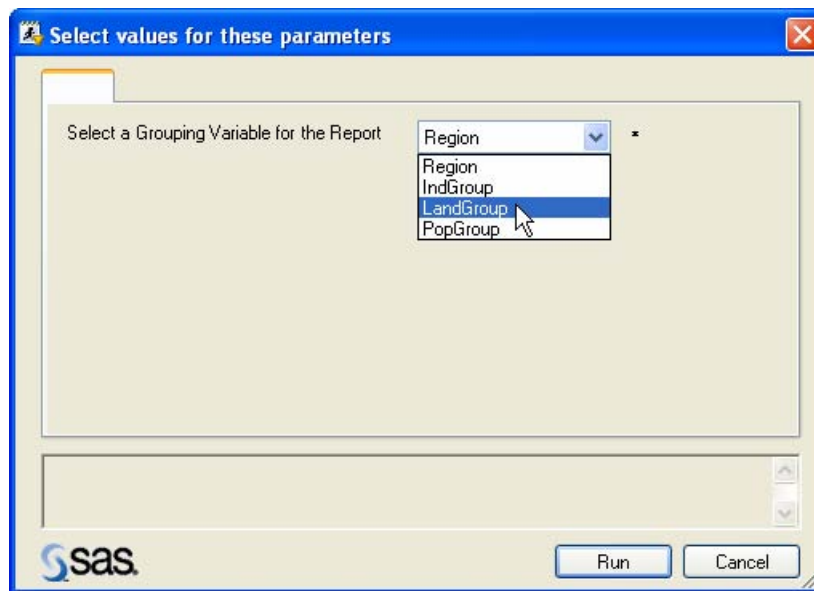 Select values for these parameters
Select a Grouping Variable for the Report Region *
Region
IndGroup
LandGroup
PopGroup
sas.
Run Cancel